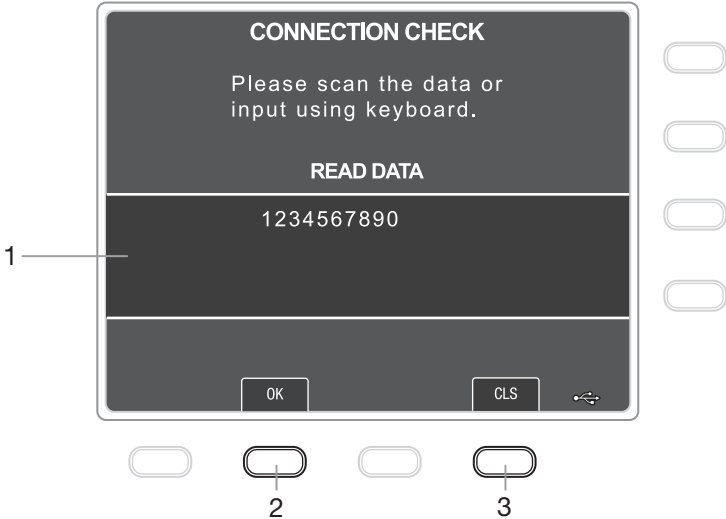 CONNECTION CHECK
Please scan the data or
input using keyboard.
READ DATA
1234567890
1
OK
CLS
2
3